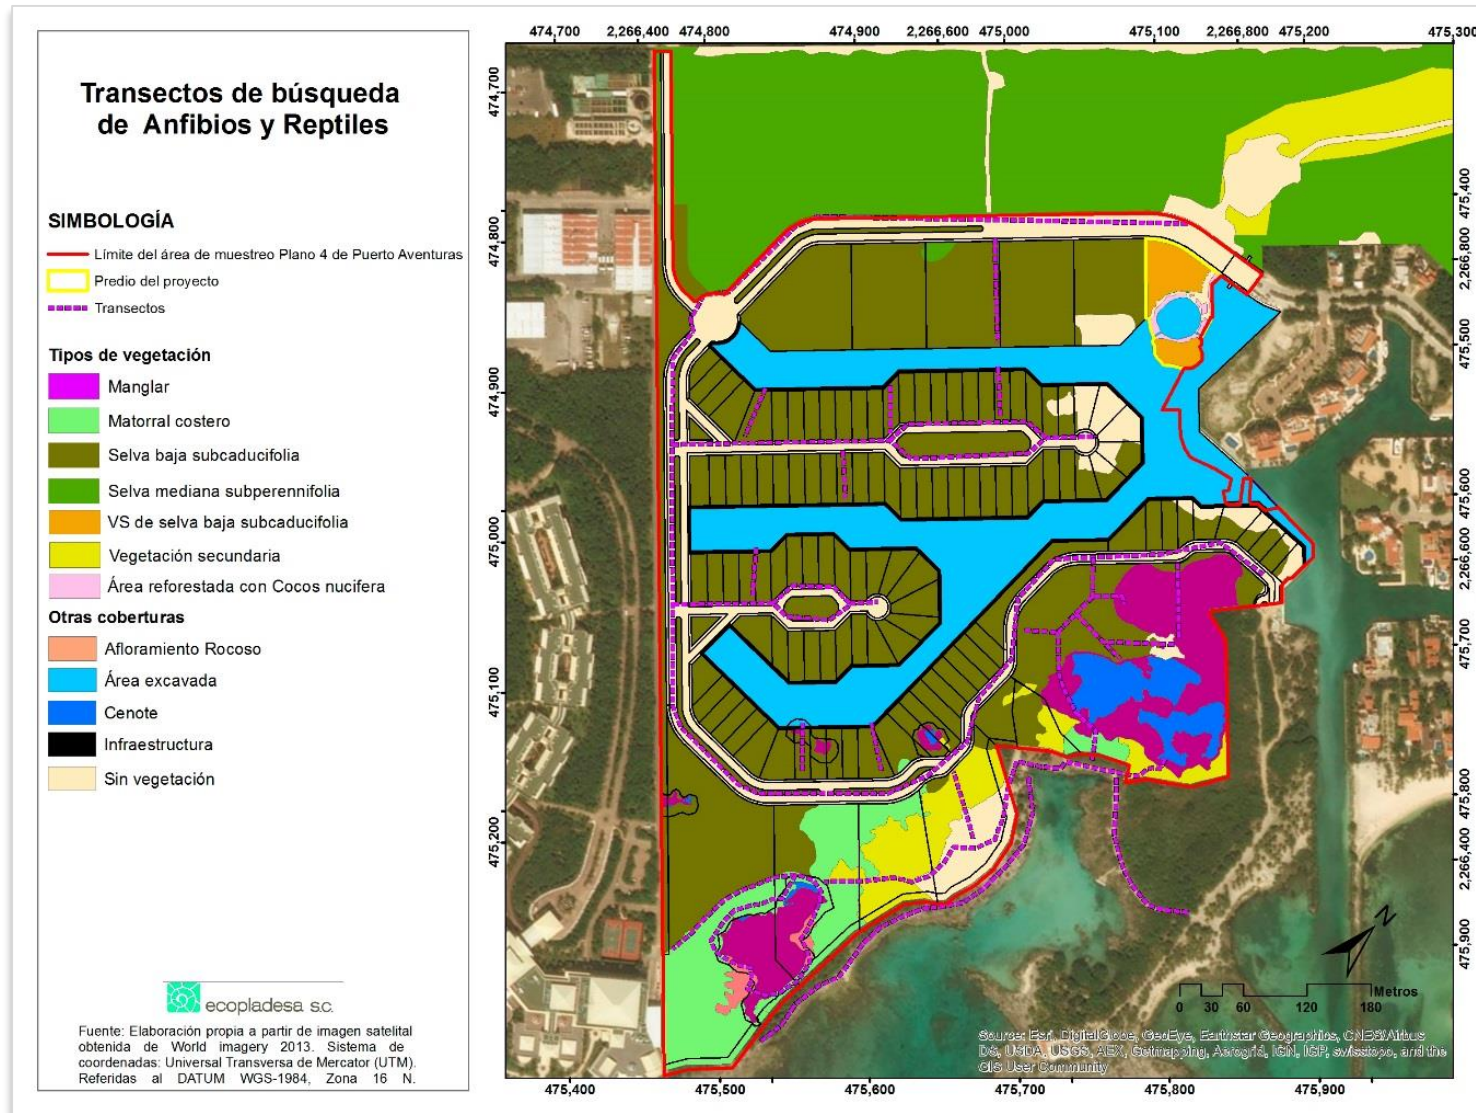 Transectos de búsqueda
de Anfibios y Reptiles
SIMBOLOGÍA
Límite del área de muestreo Plano 4 de Puerto Aventuras
Predio del proyecto
Transectos
Tipos de vegetación
Manglar
Matorral costero
Selva baja subcaducifolia
Selva mediana subperennifolia
VS de selva baja subcaducifolia
Vegetación secundaria
Área reforestada con Cocos nucifera
Otras coberturas
Afloramiento Rocoso
Área excavada
Cenote
Infraestructura
Sin vegetación
ecopladesa s.c.
Fuente: Elaboración propia a partir de imagen satelital
obtenida de World imagery 2013. Sistema de
coordenadas: Universal Transversa de Mercator (UTM).
Referidas al DATUM WGS-1984, Zona 16 N.
474,700 2,266,400 474,800 474,900 2,266,600 475,000 475,100 2,266,800 475,200 475,300
474,700
474,800
474,900
475,000
475,100
475,200
475,400
2,266,800
475,500
475,600
2,266,600
475,700
475,800
2,266,400
475,900
N
Metros
0 30 60 120 180
Source: Esri, DigitalGlobe, GeoEye, Earthstar Geographics, CNES/Airbus
DS, USDA, USGS, AEX, Getmapping, Aerogrid, IGN, IGP, swisstopo, and the
GIS User Community
475,400 475,500 475,600 475,700 475,800 475,900